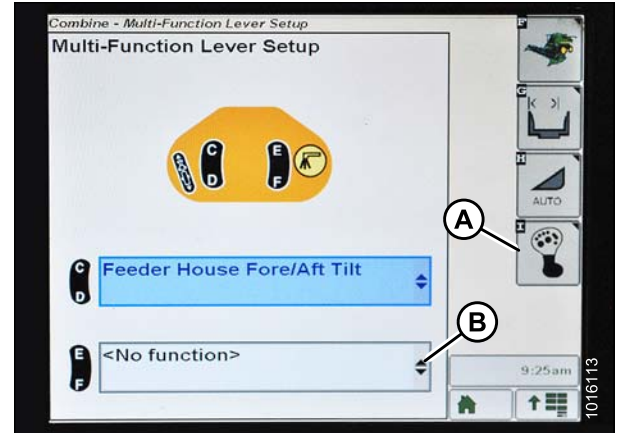 Combine - Multi-Function Lever Setup
Multi-Function Lever Setup
F
G
H
AUTO
I
A
C
D
E
F
C
D
Feeder House Fore/Aft Tilt
B
E
F
<No function>
9:25am
1016113